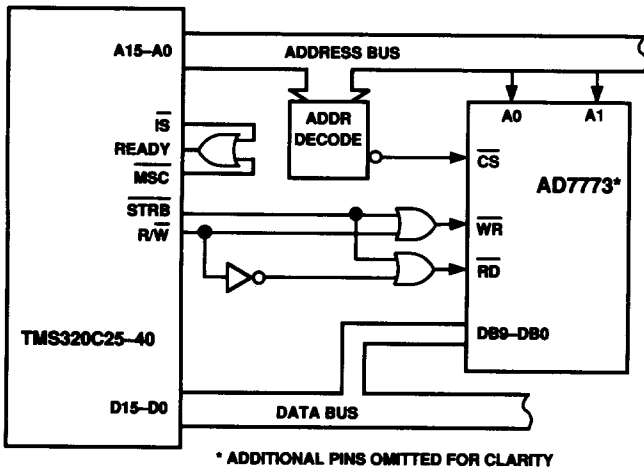 A15–A0
ADDRESS BUS
IS
READY
MSC
STRB
R/W
ADDR
DECODE
A0
A1
CS
AD7773*
WR
RD
TMS320C25–40
DB9–DB0
D15–D0
DATA BUS
* ADDITIONAL PINS OMITTED FOR CLARITY